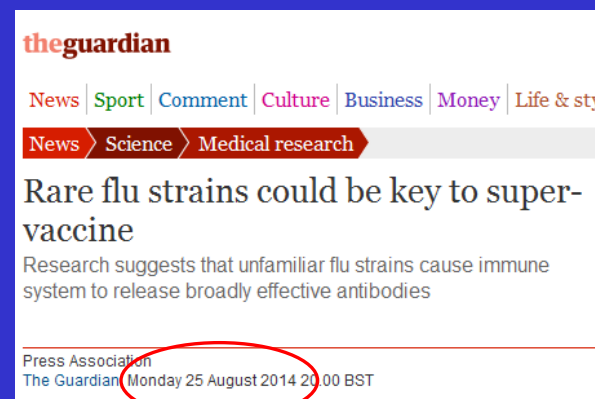 theguardian
News Sport Comment Culture Business Money Life & sty
News Science Medical research
Rare flu strains could be key to super-
vaccine
Research suggests that unfamiliar flu strains cause immune
system to release broadly effective antibodies
Press Association
The Guardian, Monday 25 August 2014 20.00 BST